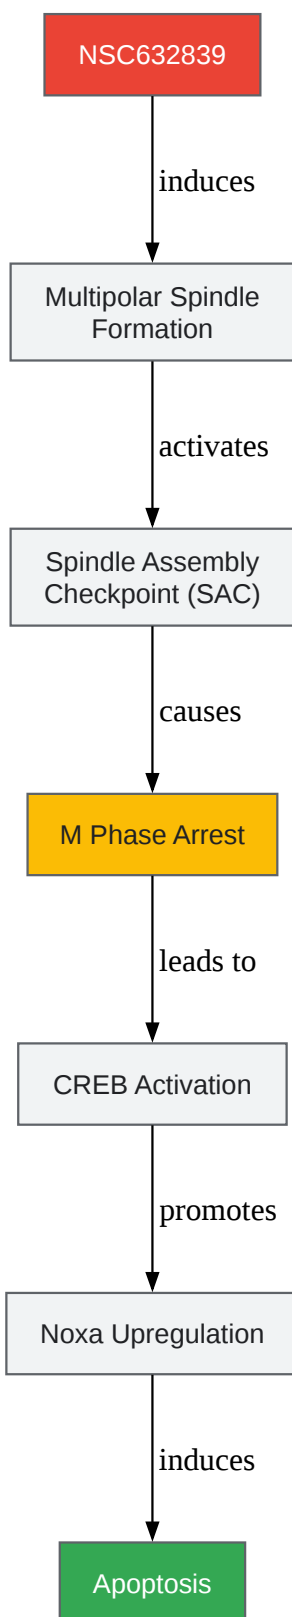 NSC632839
induces
Multipolar Spindle
Formation
activates
Spindle Assembly
Checkpoint (SAC)
causes
M Phase Arrest
leads to
CREB Activation
promotes
Noxa Upregulation
induces
Apoptosis